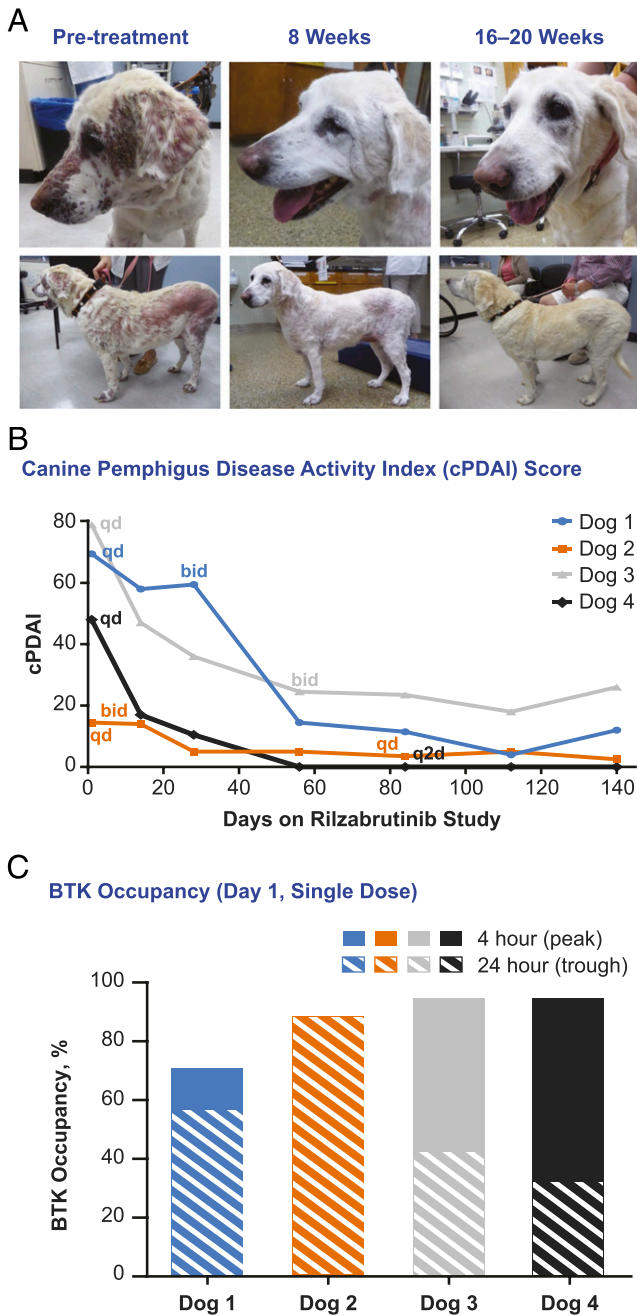 A
Pre-treatment 8 Weeks 16–20 Weeks
B
Canine Pemphigus Disease Activity Index (cPDAI) Score
80
60
40
20
0
cPDAI
qd
qd
bid
qd
bid
qd
bid
qd
q2d
Dog 1
Dog 2
Dog 3
Dog 4
0 20 40 60 80 100 120 140
Days on Rilzabrutinib Study
C
BTK Occupancy (Day 1, Single Dose)
4 hour (peak)
24 hour (trough)
100
80
60
40
20
0
BTK Occupancy, %
Dog 1 Dog 2 Dog 3 Dog 4